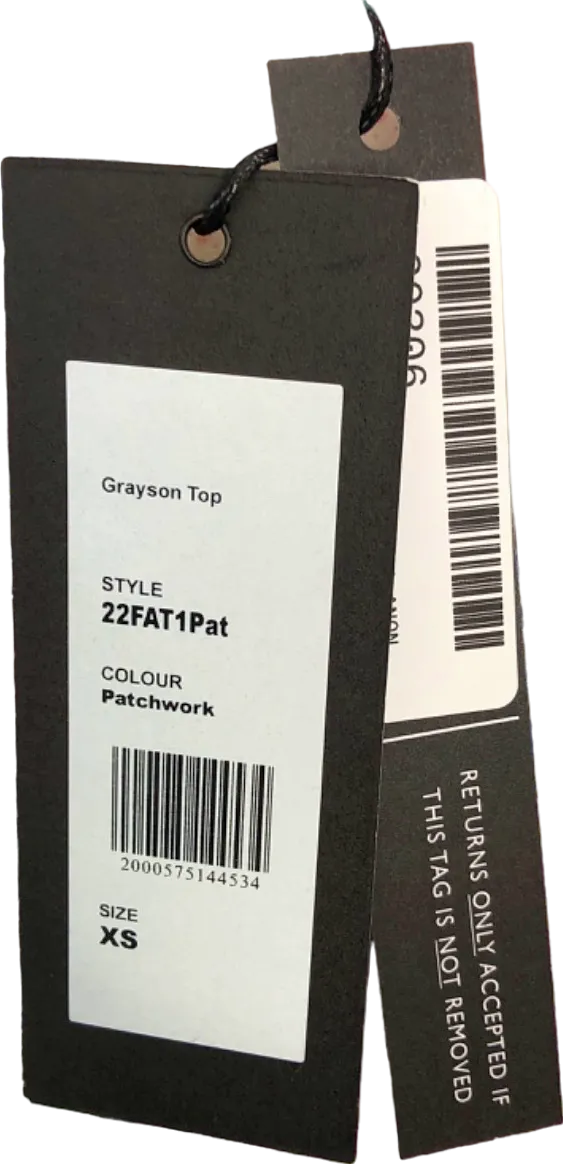 Grayson Top
STYLE
22FAT1Pat
COLOUR
Patchwork
2000575144534
SIZE
XS
RETURNS ONLY ACCEPTED IF
THIS TAG IS NOT REMOVED